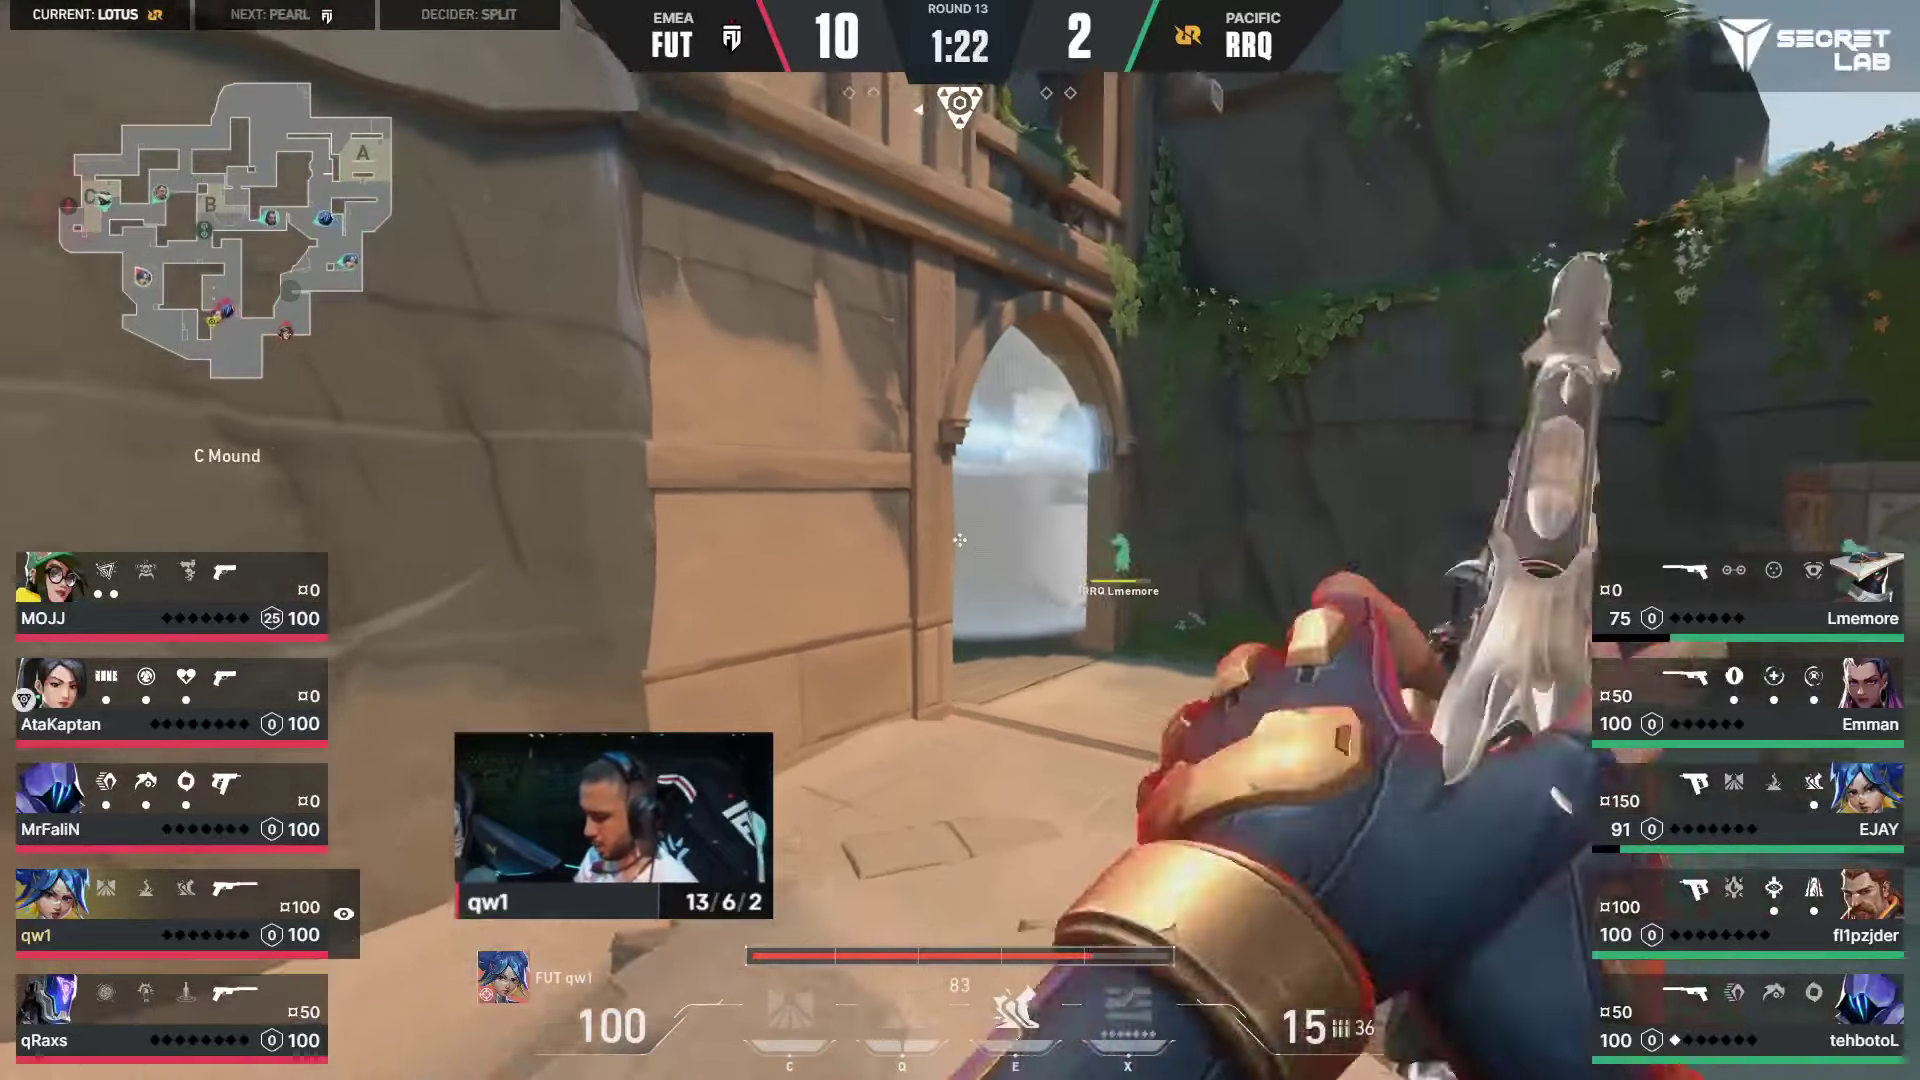 CURRENT: LOTUS
NEXT: PEARL
DECIDER: SPLIT
EMEA
FUT
10
ROUND 13
1:22
2
PACIFIC
RRQ
SECRET
LAB
A
B
C
C Mound
RRQ Lmemore
MOJJ
0
25 100
AtaKaptan
0
0 100
MrFaliN
0
0 100
qw1
100
0 100
qRaxs
50
0 100
0
75 0
Lmemore
50
100 0
Emman
150
91 0
EJAY
100
100 0
fl1pzjder
50
100 0
tehbotoL
qw1
13/6/2
FUT qw1
83
100
15 36
C
Q
E
X